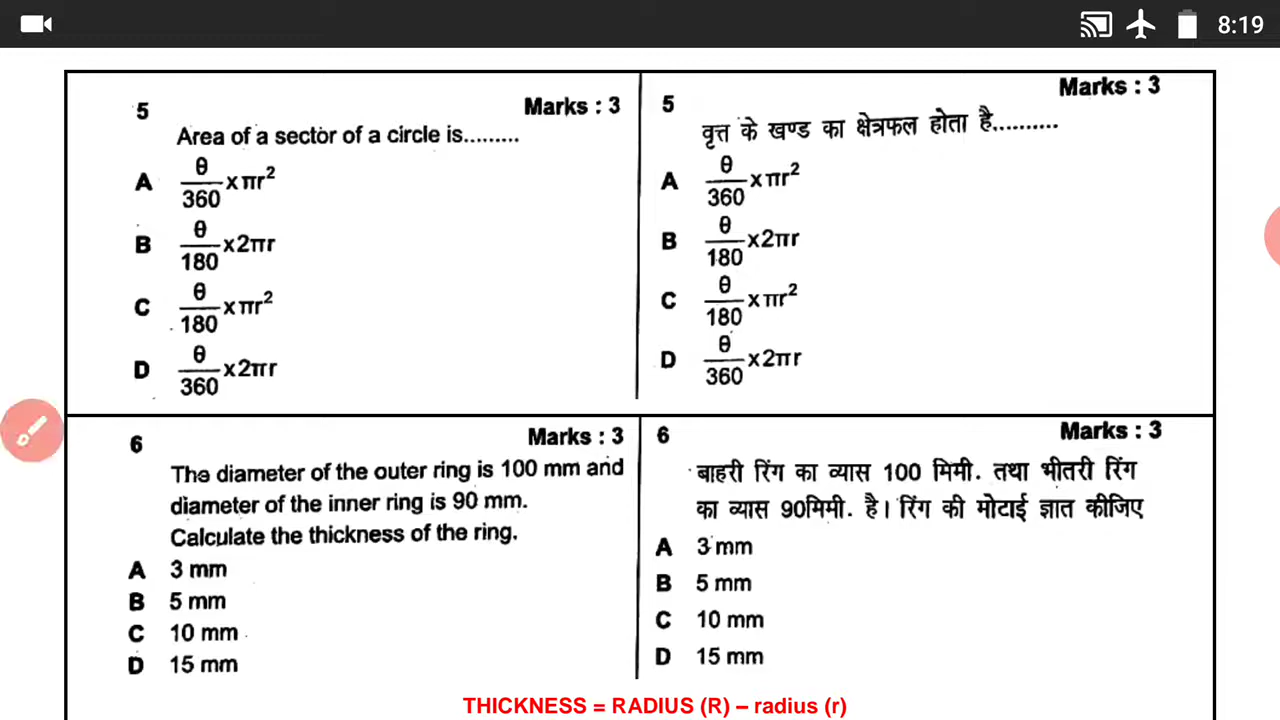 8:19
5 Marks : 3
Area of a sector of a circle is.........
A θ/360 x πr²
B θ/180 x2πr
C θ/180 x πr²
D θ/360 x2πr
5 Marks : 3
वृत्त के खण्ड का क्षेत्रफल होता है..........
A θ/360 x πr²
B θ/180 x2πr
C θ/180 x πr²
D θ/360 x2πr
6 Marks : 3
The diameter of the outer ring is 100 mm and
diameter of the inner ring is 90 mm.
Calculate the thickness of the ring.
A 3 mm
B 5 mm
C 10 mm
D 15 mm
6 Marks : 3
बाहरी रिंग का व्यास 100 मिमी. तथा भीतरी रिंग
का व्यास 90मिमी. है। रिंग की मोटाई ज्ञात कीजिए
A 3 mm
B 5 mm
C 10 mm
D 15 mm
THICKNESS = RADIUS (R) – radius (r)